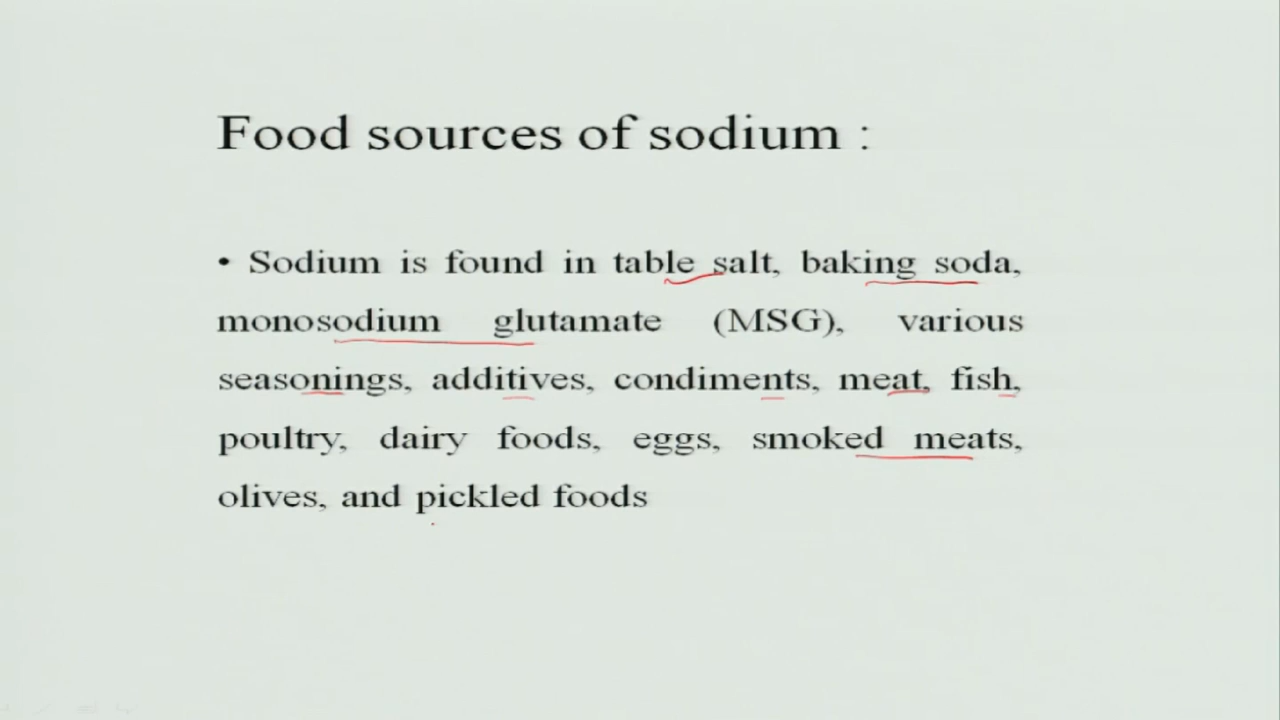 Food sources of sodium :
• Sodium is found in table salt, baking soda,
monosodium glutamate (MSG), various
seasonings, additives, condiments, meat, fish,
poultry, dairy foods, eggs, smoked meats,
olives, and pickled foods